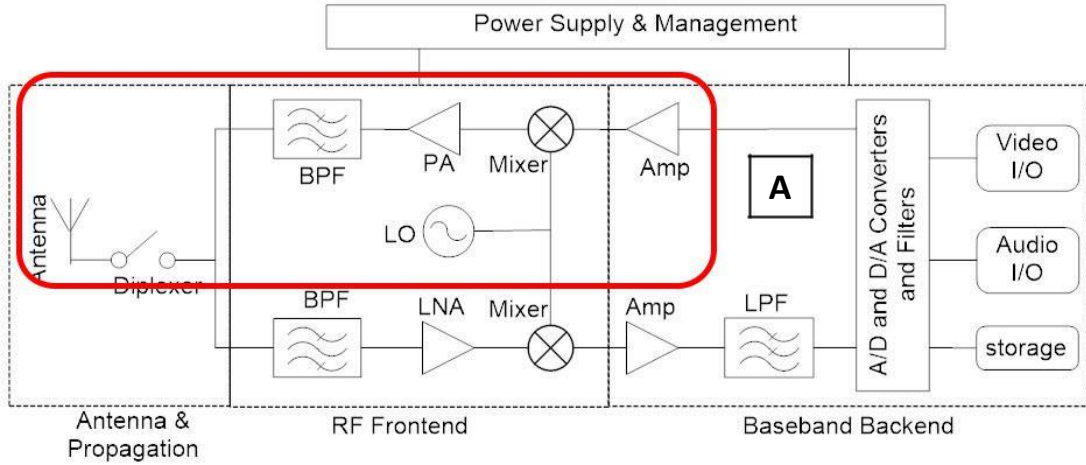 Power Supply & Management
BPF
PA
Mixer
Amp
A
A/D and D/A Converters
and Filters
Video
I/O
Antenna
Diplexer
LO
Audio
I/O
BPF
LNA
Mixer
Amp
LPF
storage
Antenna &
Propagation
RF Frontend
Baseband Backend